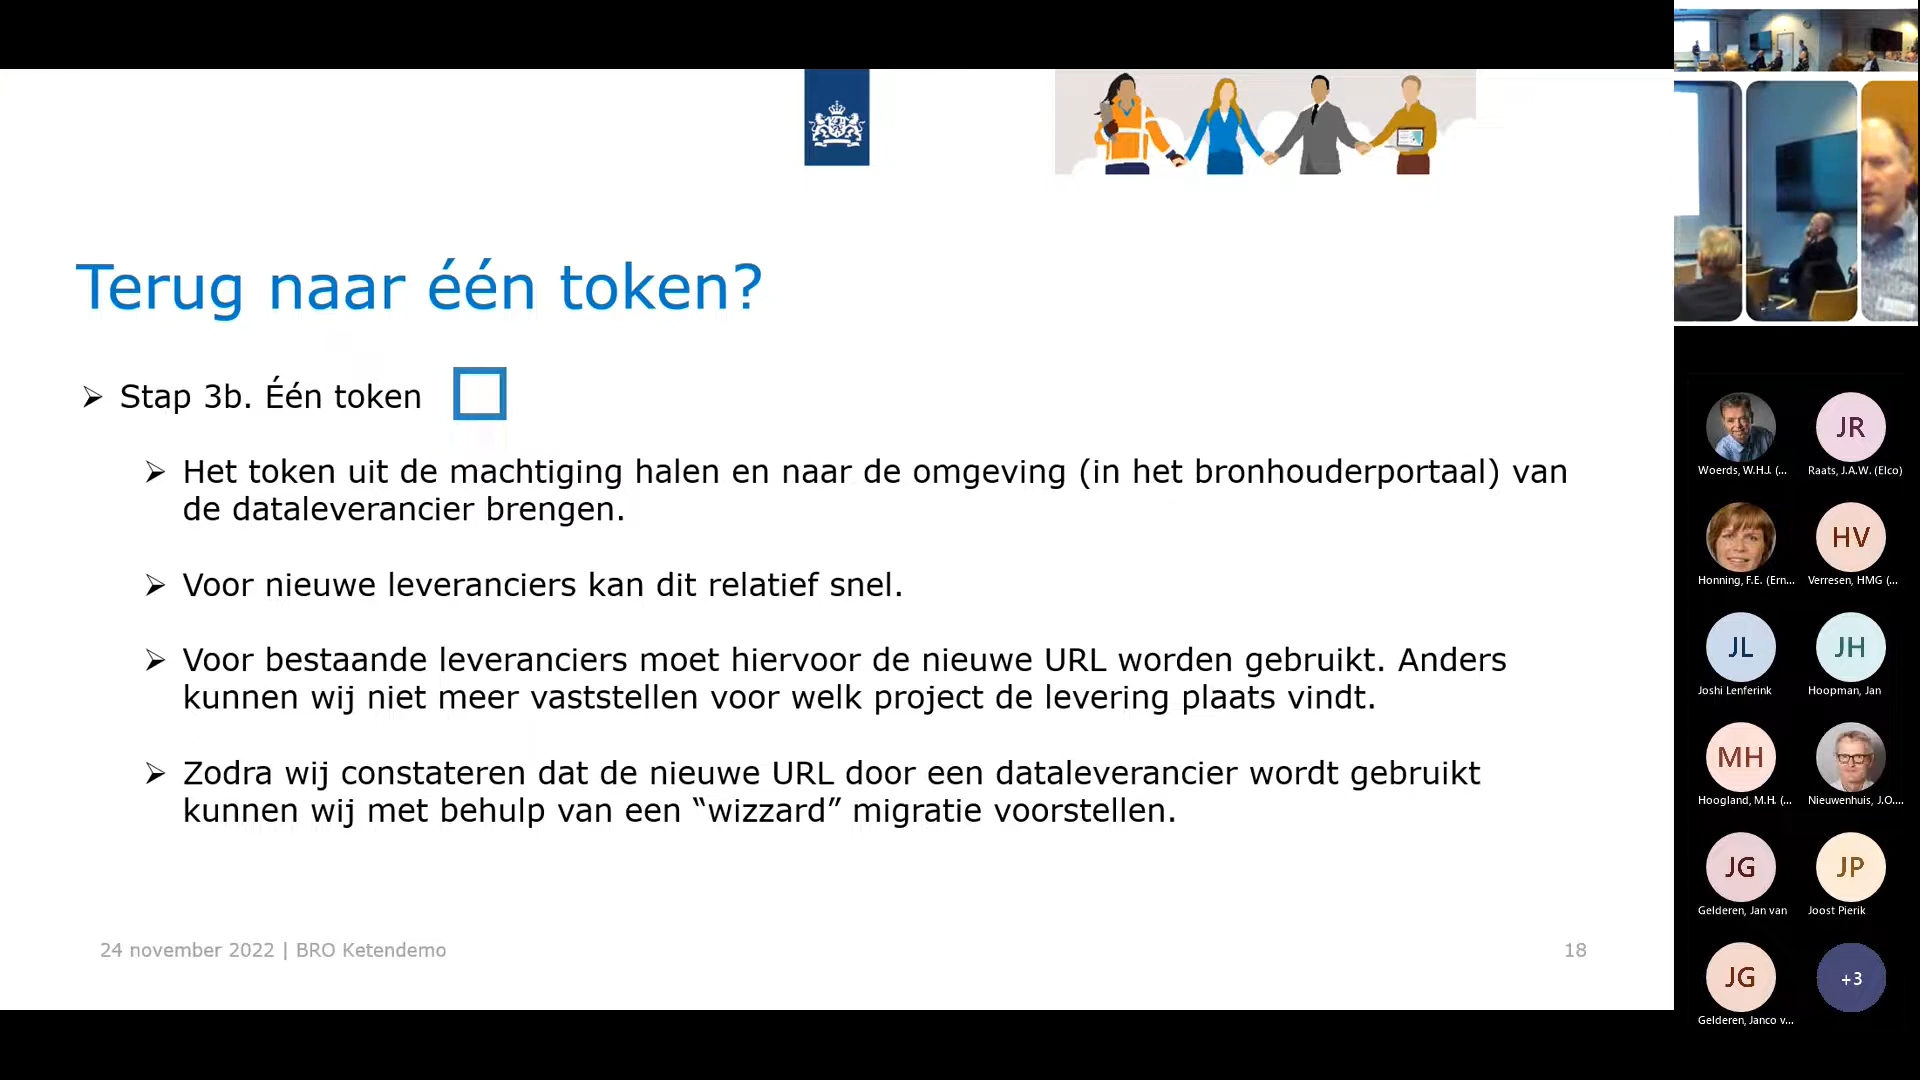 Terug naar één token?
Stap 3b. Één token
Het token uit de machtiging halen en naar de omgeving (in het bronhouderportaal) van
de dataleverancier brengen.
Voor nieuwe leveranciers kan dit relatief snel.
Voor bestaande leveranciers moet hiervoor de nieuwe URL worden gebruikt. Anders
kunnen wij niet meer vaststellen voor welk project de levering plaats vindt.
Zodra wij constateren dat de nieuwe URL door een dataleverancier wordt gebruikt
kunnen wij met behulp van een “wizzard” migratie voorstellen.
24 november 2022 | BRO Ketendemo
18
JR
Woerds, W.H.J. (...
Raats, J.A.W. (Elco)
HV
Honning, F.E. (Ern...
Verresen, HMG (...
JL
JH
Joshi Lenferink
Hoopman, Jan
MH
Hoogland, M.H. (...
Nieuwenhuis, J.O....
JG
JP
Gelderen, Jan van
Joost Pierik
JG
+3
Gelderen, Janco v...